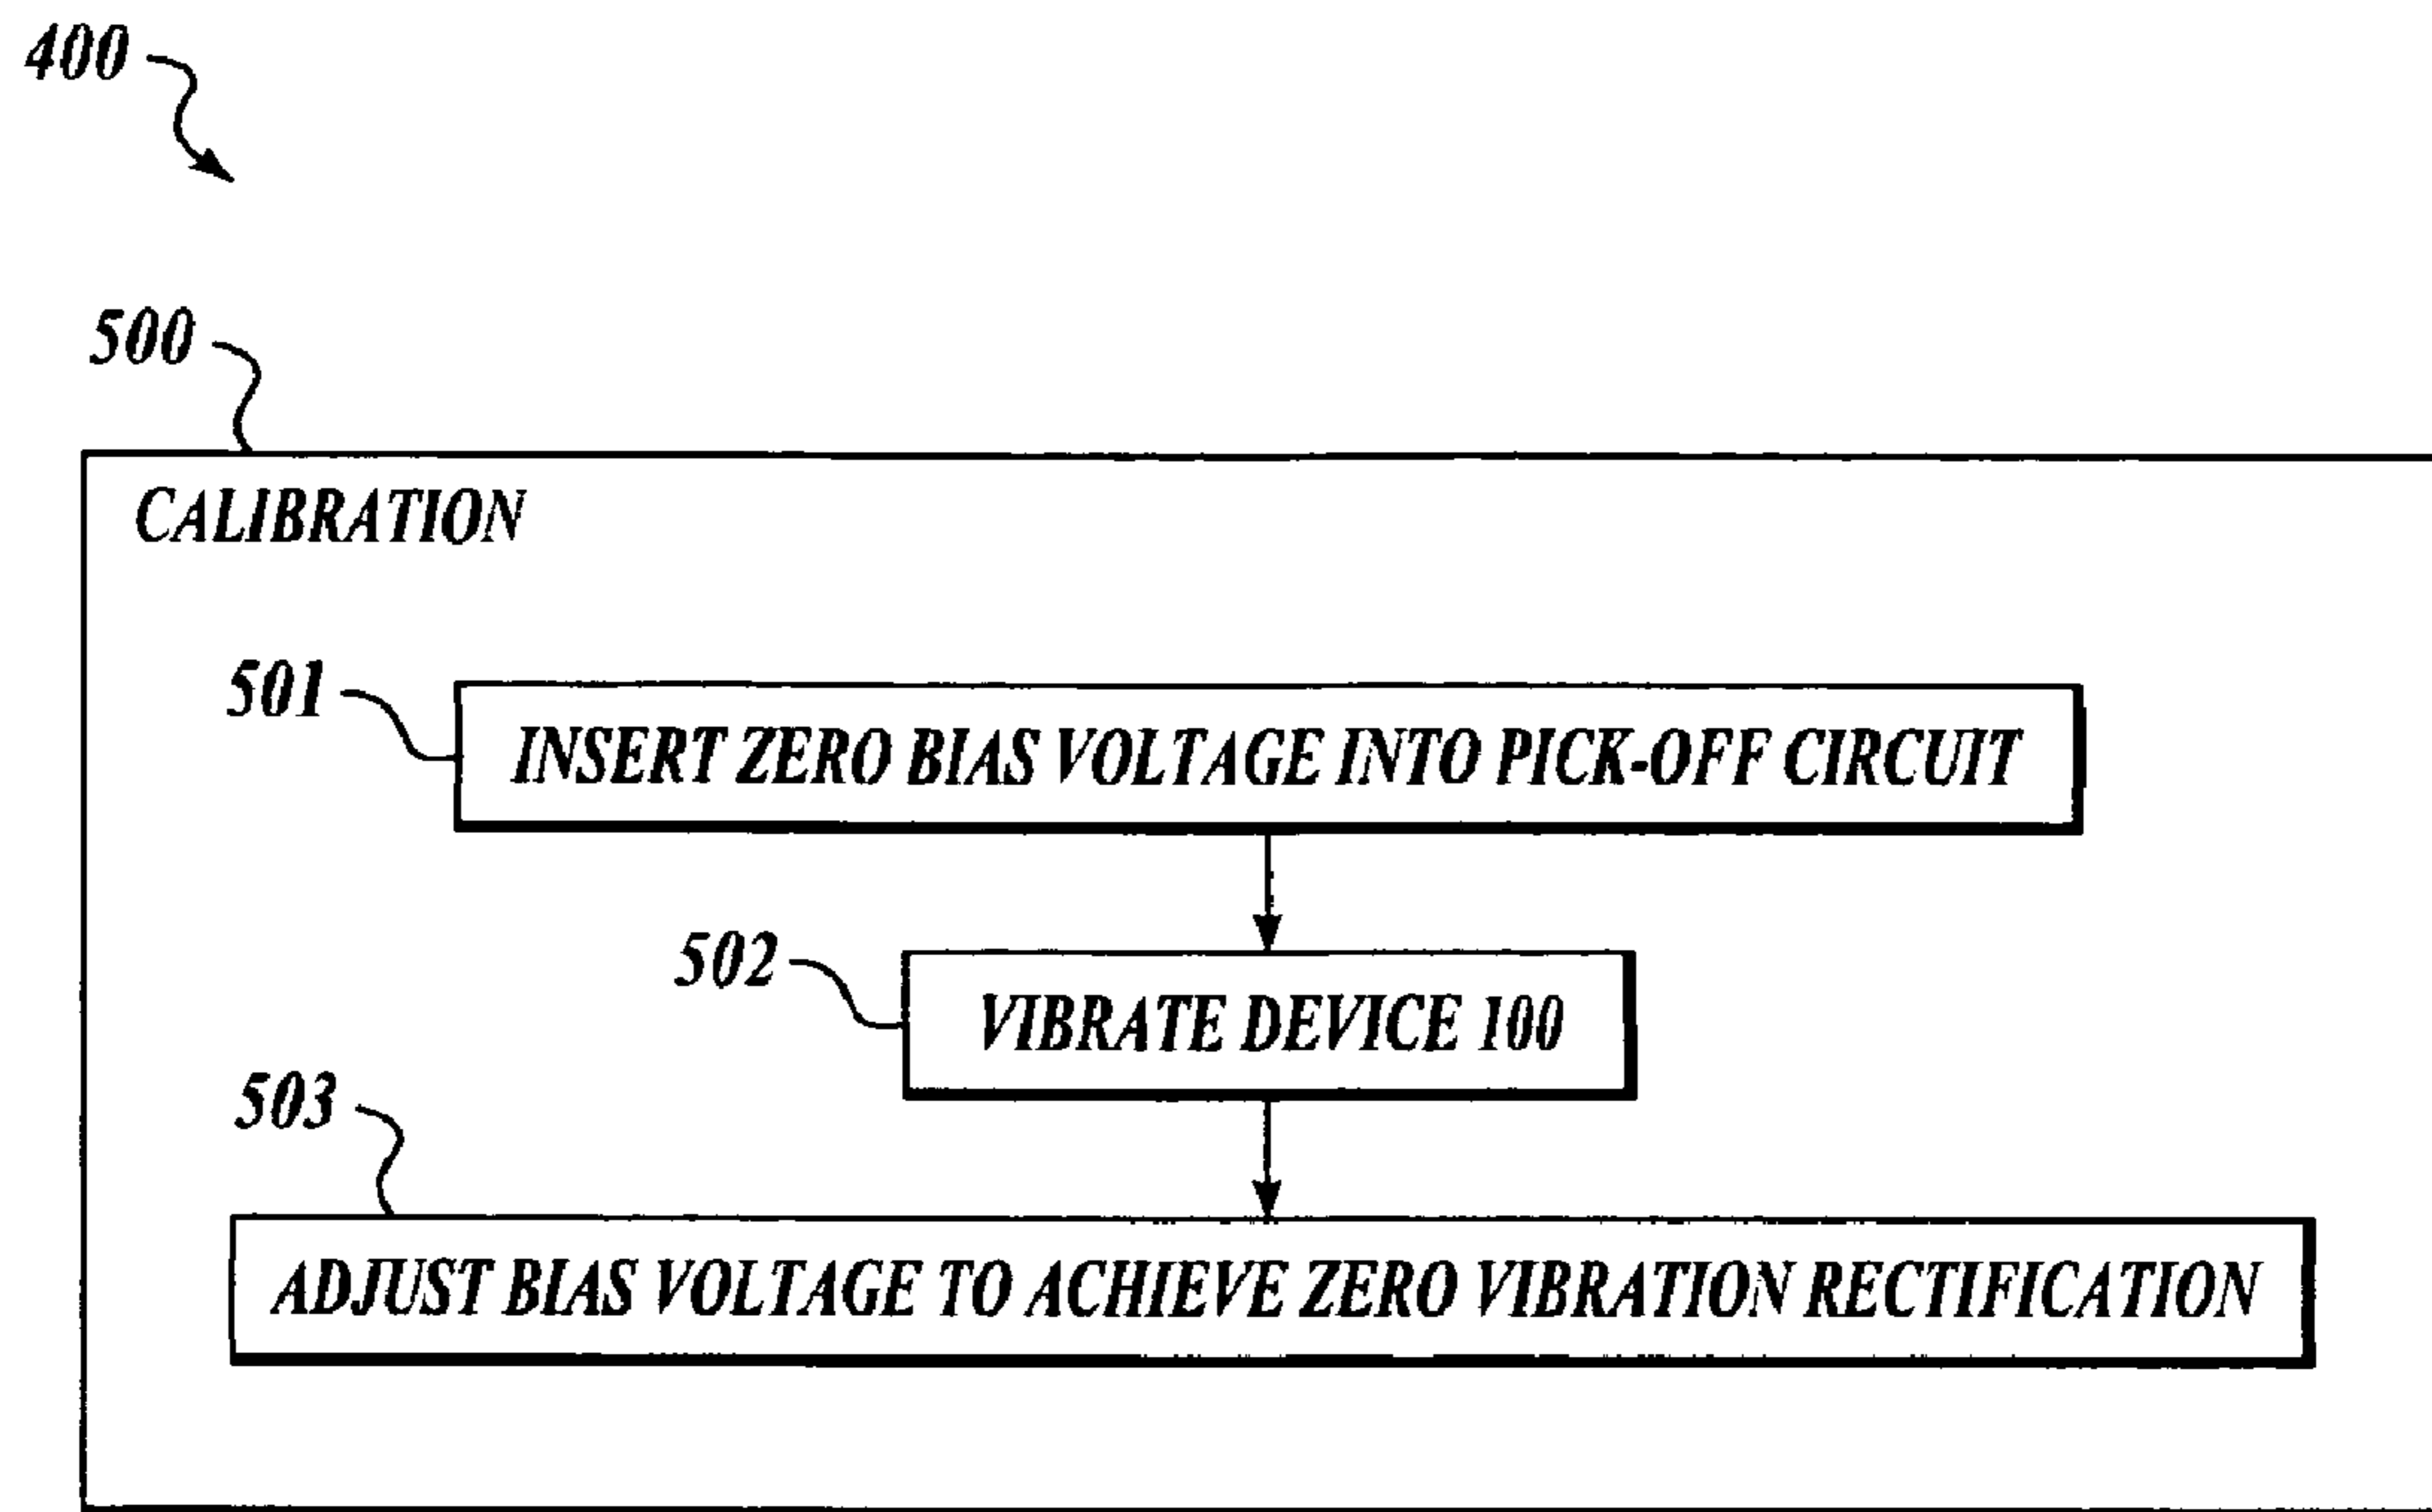 400
500
CALIBRATION
501
INSERT ZERO BIAS VOLTAGE INTO PICK-OFF CIRCUIT
502
VIBRATE DEVICE 100
503
ADJUST BIAS VOLTAGE TO ACHIEVE ZERO VIBRATION RECTIFICATION